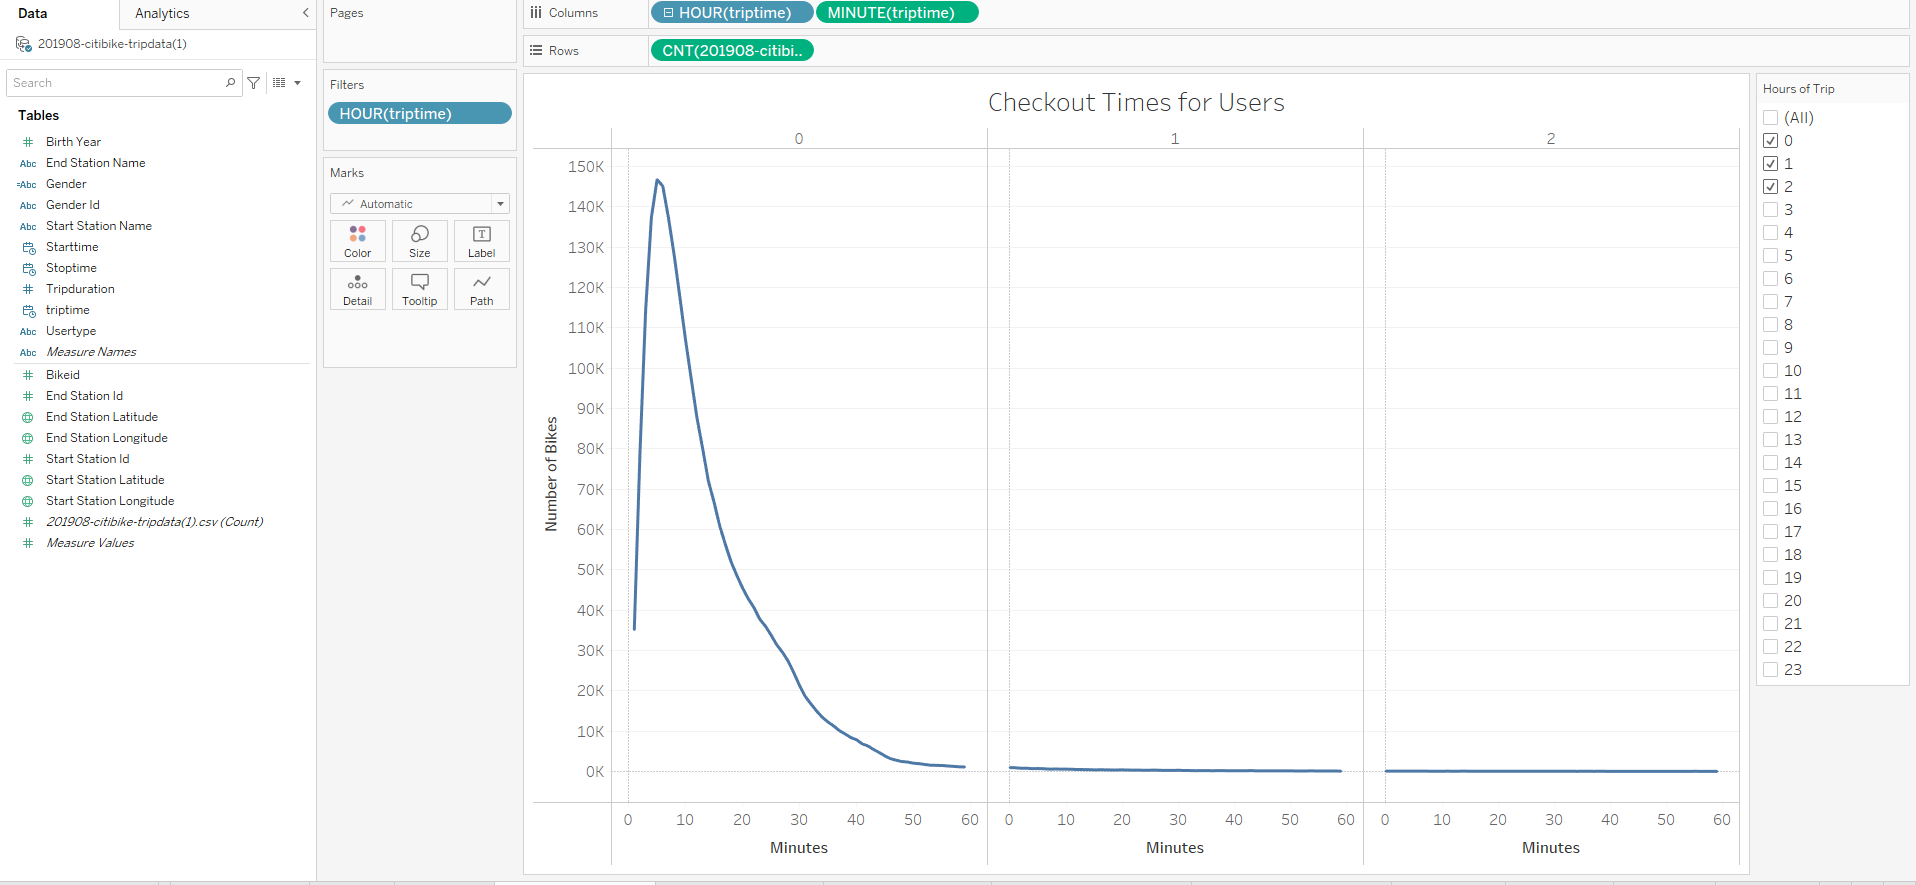 Data
Analytics
201908-citibike-tripdata(1)
Search
Tables
Birth Year
Abc End Station Name
=Abc Gender
Abc Gender Id
Abc Start Station Name
Starttime
Stoptime
Tripduration
triptime
Abc Usertype
Abc Measure Names
Bikeid
End Station Id
End Station Latitude
End Station Longitude
Start Station Id
Start Station Latitude
Start Station Longitude
201908-citibike-tripdata(1).csv (Count)
Measure Values
Pages
Filters
HOUR(triptime)
Marks
Automatic
Color
Size
T
Label
Detail
Tooltip
Path
Columns
HOUR(triptime)
MINUTE(triptime)
Rows
CNT(201908-citibi..
Checkout Times for Users
0
1
2
Number of Bikes
150K
140K
130K
120K
110K
100K
90K
80K
70K
60K
50K
40K
30K
20K
10K
0K
0 10 20 30 40 50 60
0 10 20 30 40 50 60
0 10 20 30 40 50 60
Minutes
Minutes
Minutes
Hours of Trip
(All)
0
1
2
3
4
5
6
7
8
9
10
11
12
13
14
15
16
17
18
19
20
21
22
23